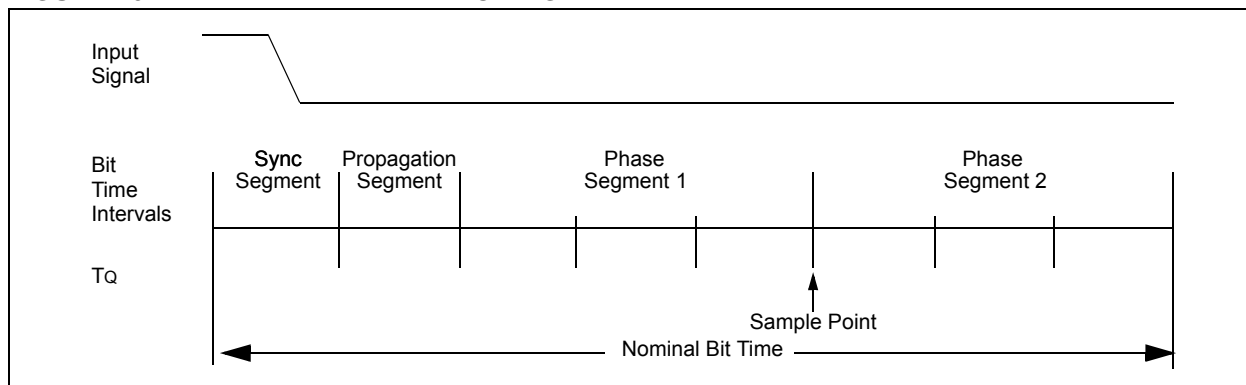 Input
Signal
Bit
Time
Intervals
Sync
Segment
Propagation
Segment
Phase
Segment 1
Phase
Segment 2
TQ
Sample Point
Nominal Bit Time